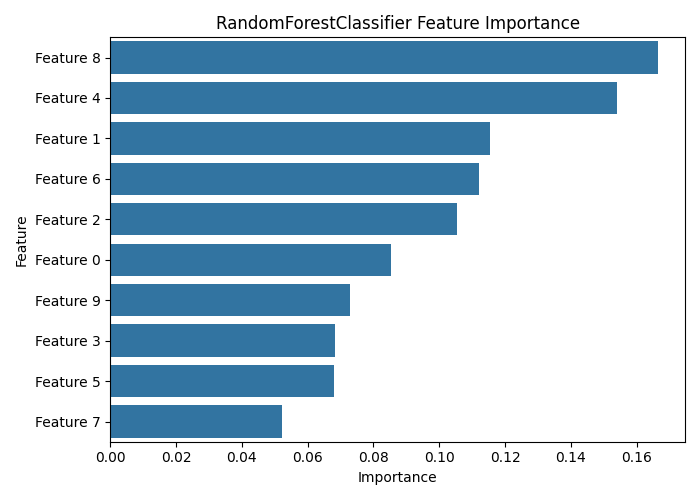 RandomForestClassifier Feature Importance
Feature 8
Feature 4
Feature 1
Feature 6
Feature 2
Feature 0
Feature 9
Feature 3
Feature 5
Feature 7
Feature
0.00 0.02 0.04 0.06 0.08 0.10 0.12 0.14 0.16
Importance